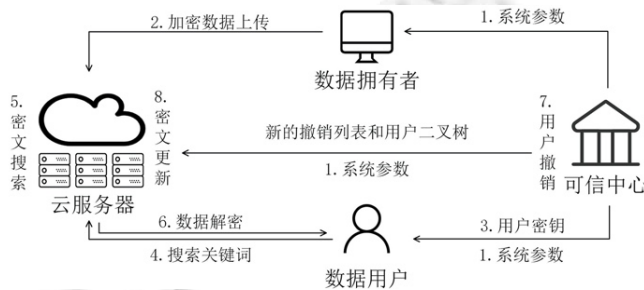 2.加密数据上传
1.系统参数
数据拥有者
5.密文搜索
8.密文更新
7.用户撤销
新的撤销列表和用户二叉树
1.系统参数
云服务器
可信中心
6.数据解密
3.用户密钥
4.搜索关键词
1.系统参数
数据用户